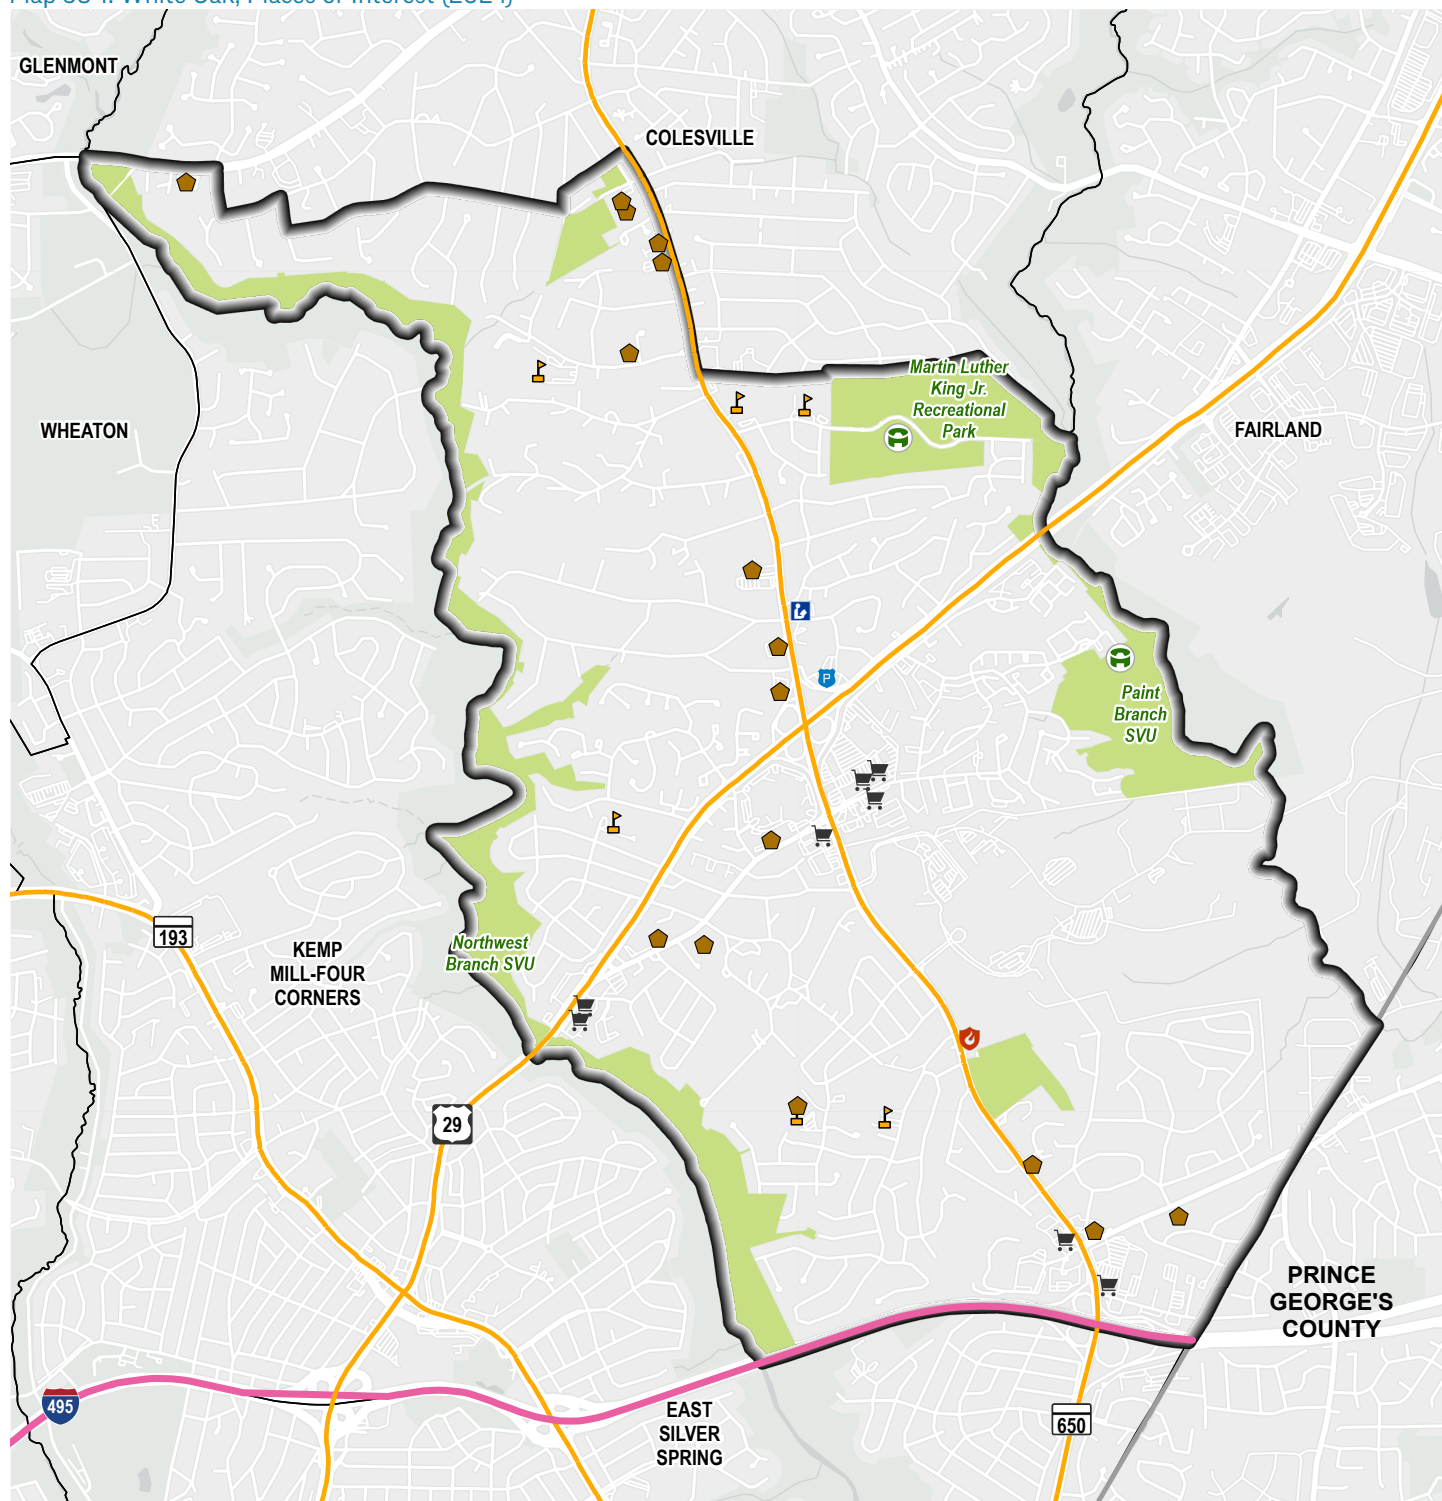 GLENMONT
COLESVILLE
Martin Luther
King Jr.
Recreational
Park
WHEATON
FAIRLAND
P
Paint
Branch
SVU
193
KEMP
MILL-FOUR
CORNERS
Northwest
Branch SVU
29
PRINCE
GEORGE'S
COUNTY
495
EAST
SILVER
SPRING
650